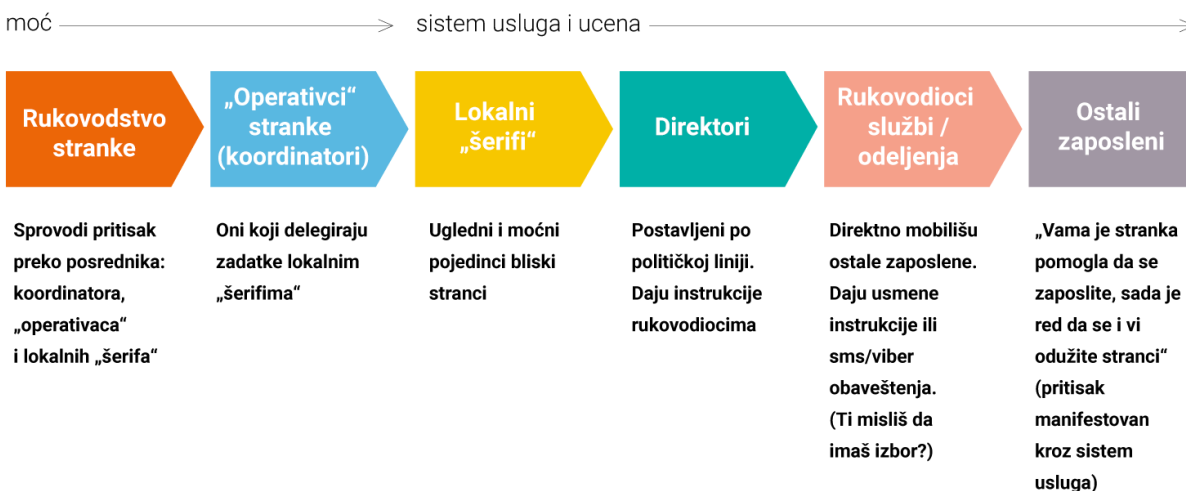 moć
sistem usluga i ucena
Rukovodstvo
stranke
„Operativci“
stranke
(koordinatori)
Lokalni
„šerifi“
Direktori
Rukovodioci
službi /
odeljenja
Ostali
zaposleni
Sprovodi pritisak
preko posrednika:
koordinatora,
„operativaca“
i lokalnih „šerifa“
Oni koji delegiraju
zadatke lokalnim
„šerifima“
Ugledni i moćni
pojedinci bliski
stranci
Postavljeni po
političkoj liniji.
Daju instrukcije
rukovodiocima
Direktno mobilišu
ostale zaposlene.
Daju usmene
instrukcije ili
sms/viber
obaveštenja.
(Ti misliš da
imaš izbor?)
„Vama je stranka
pomogla da se
zaposlite, sada je
red da se i vi
odužite stranci“
(pritisak
manifestovan
kroz sistem
usluga)